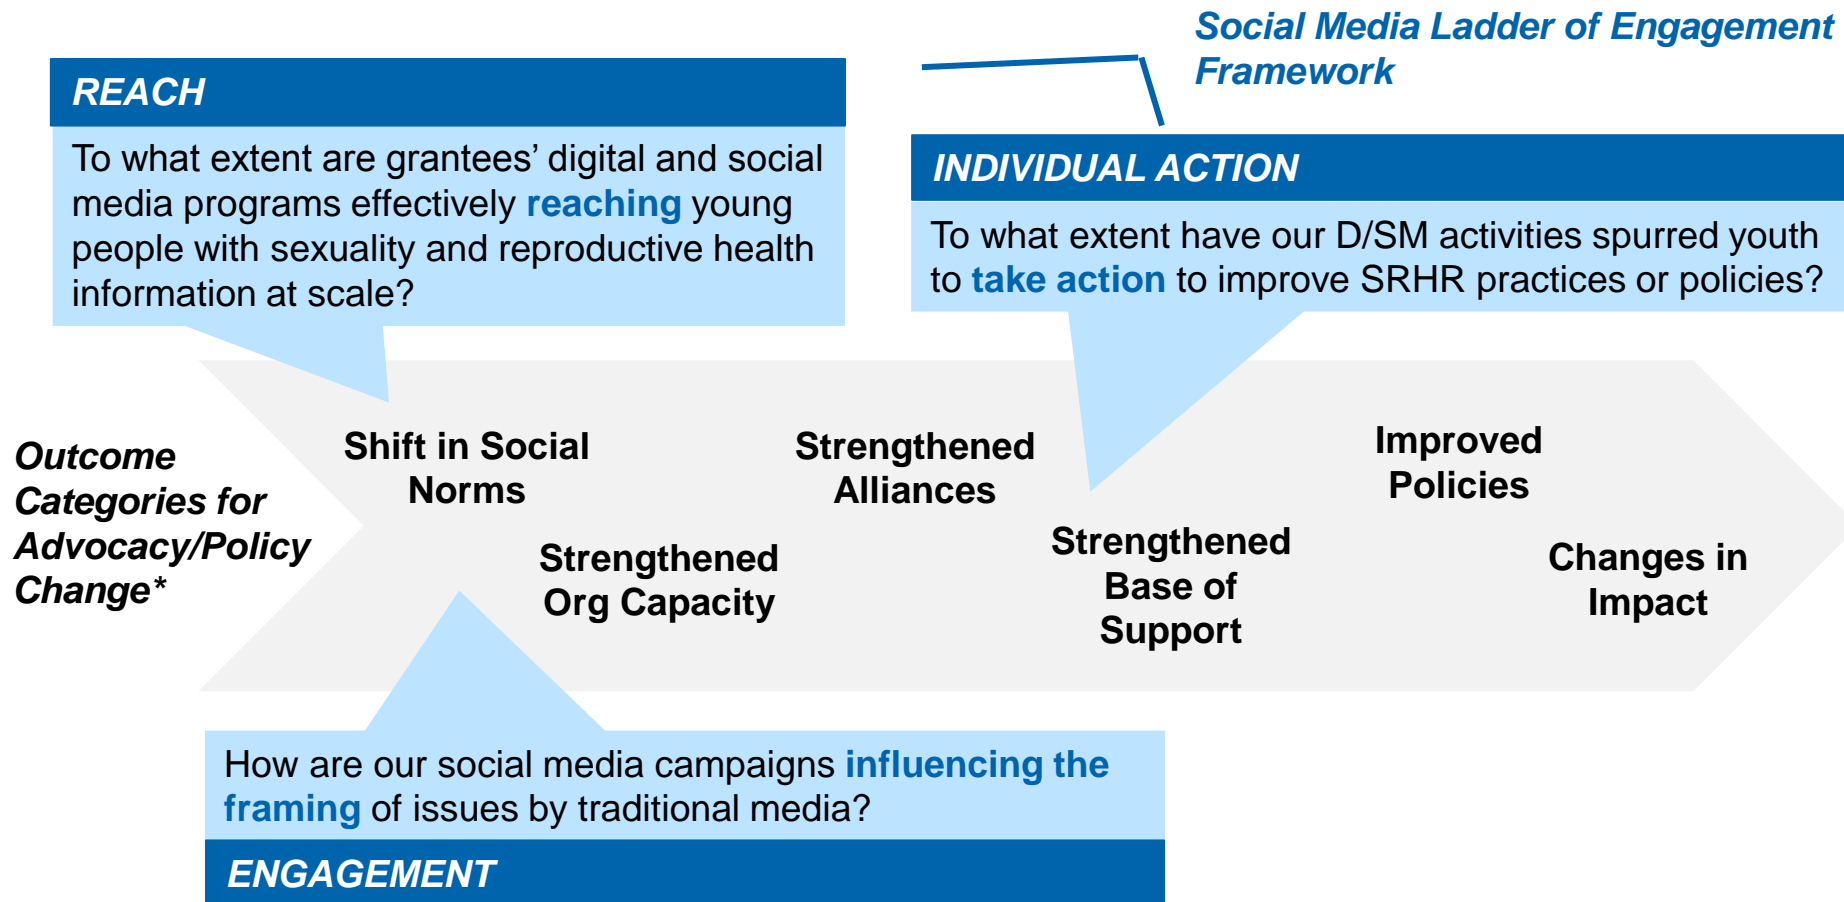 Social Media Ladder of Engagement
Framework
REACH
To what extent are grantees’ digital and social
media programs effectively reaching young
people with sexuality and reproductive health
information at scale?
INDIVIDUAL ACTION
To what extent have our D/SM activities spurred youth
to take action to improve SRHR practices or policies?
Outcome
Categories for
Advocacy/Policy
Change*
Shift in Social
Norms
Strengthened
Org Capacity
Strengthened
Alliances
Strengthened
Base of
Support
Improved
Policies
Changes in
Impact
How are our social media campaigns influencing the
framing of issues by traditional media?
ENGAGEMENT